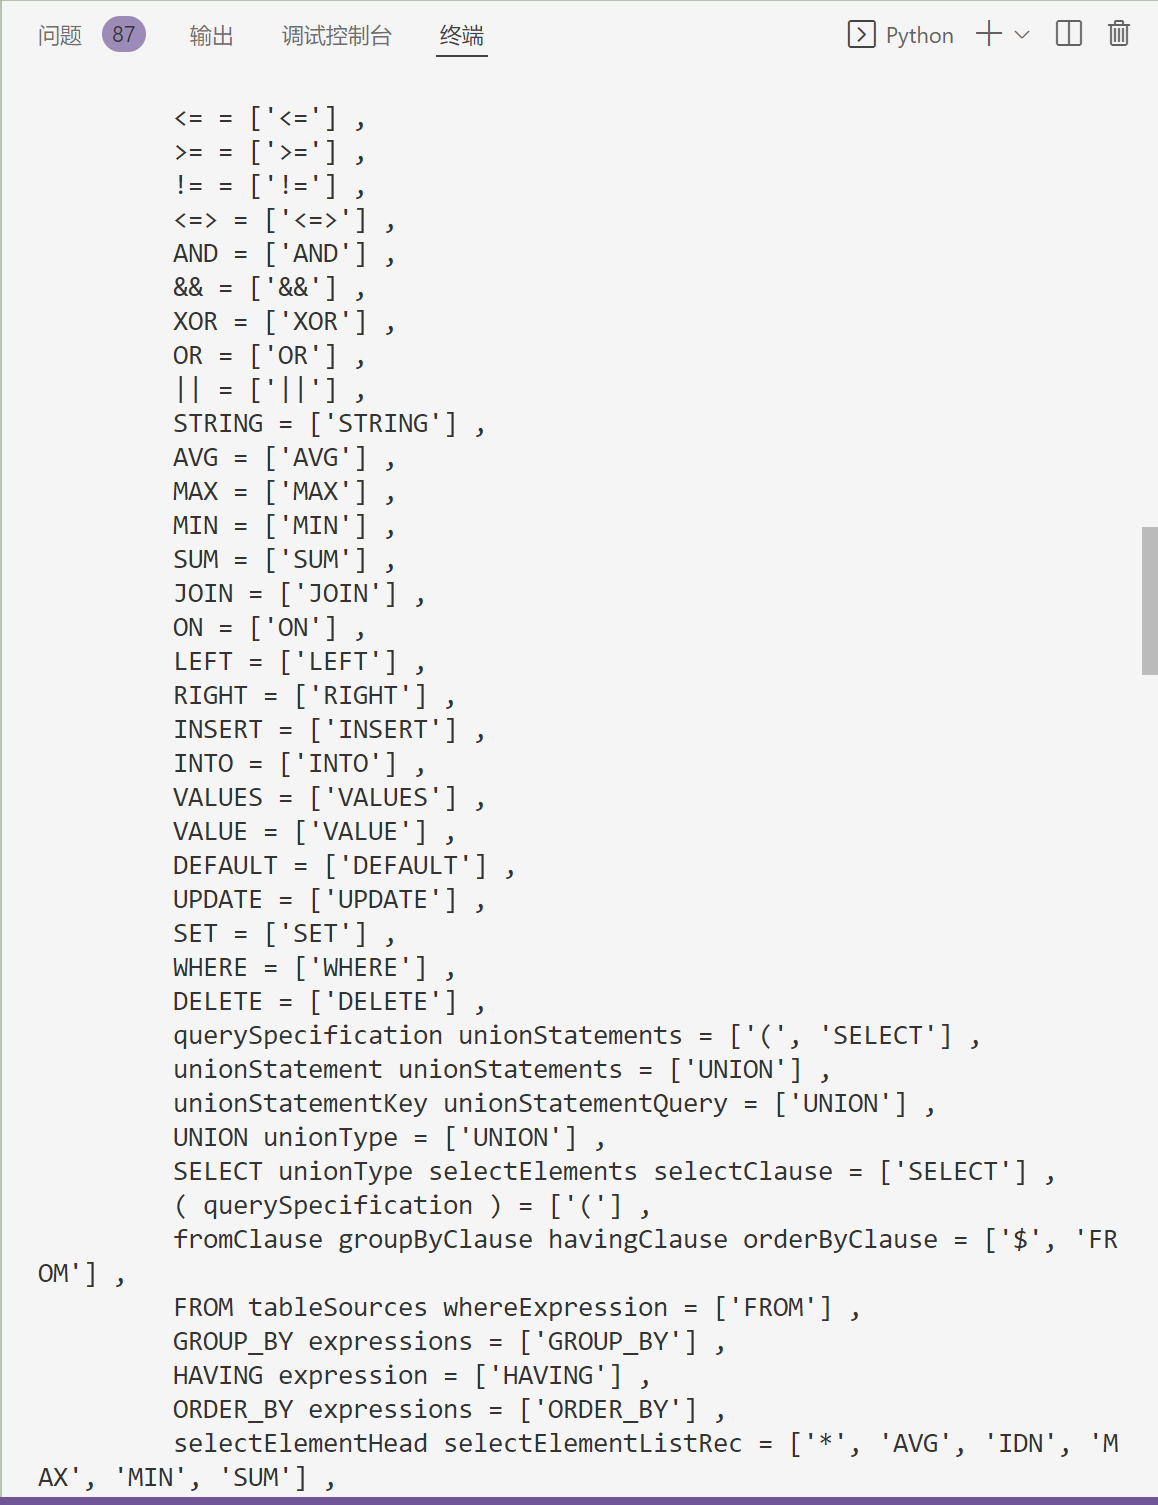 问题 87 输出 调试控制台 终端 Python
<= = ['<='] ,
>= = ['>='] ,
!= = ['!='] ,
<=> = ['<=>'] ,
AND = ['AND'] ,
&& = ['&&'] ,
XOR = ['XOR'] ,
OR = ['OR'] ,
|| = ['||'] ,
STRING = ['STRING'] ,
AVG = ['AVG'] ,
MAX = ['MAX'] ,
MIN = ['MIN'] ,
SUM = ['SUM'] ,
JOIN = ['JOIN'] ,
ON = ['ON'] ,
LEFT = ['LEFT'] ,
RIGHT = ['RIGHT'] ,
INSERT = ['INSERT'] ,
INTO = ['INTO'] ,
VALUES = ['VALUES'] ,
VALUE = ['VALUE'] ,
DEFAULT = ['DEFAULT'] ,
UPDATE = ['UPDATE'] ,
SET = ['SET'] ,
WHERE = ['WHERE'] ,
DELETE = ['DELETE'] ,
querySpecification unionStatements = ['(', 'SELECT'] ,
unionStatement unionStatements = ['UNION'] ,
unionStatementKey unionStatementQuery = ['UNION'] ,
UNION unionType = ['UNION'] ,
SELECT unionType selectElements selectClause = ['SELECT'] ,
( querySpecification ) = ['('] ,
fromClause groupByClause havingClause orderByClause = ['$', 'FR
OM'] ,
FROM tableSources whereExpression = ['FROM'] ,
GROUP_BY expressions = ['GROUP_BY'] ,
HAVING expression = ['HAVING'] ,
ORDER_BY expressions = ['ORDER_BY'] ,
selectElementHead selectElementListRec = ['*', 'AVG', 'IDN', 'M
AX', 'MIN', 'SUM'] ,